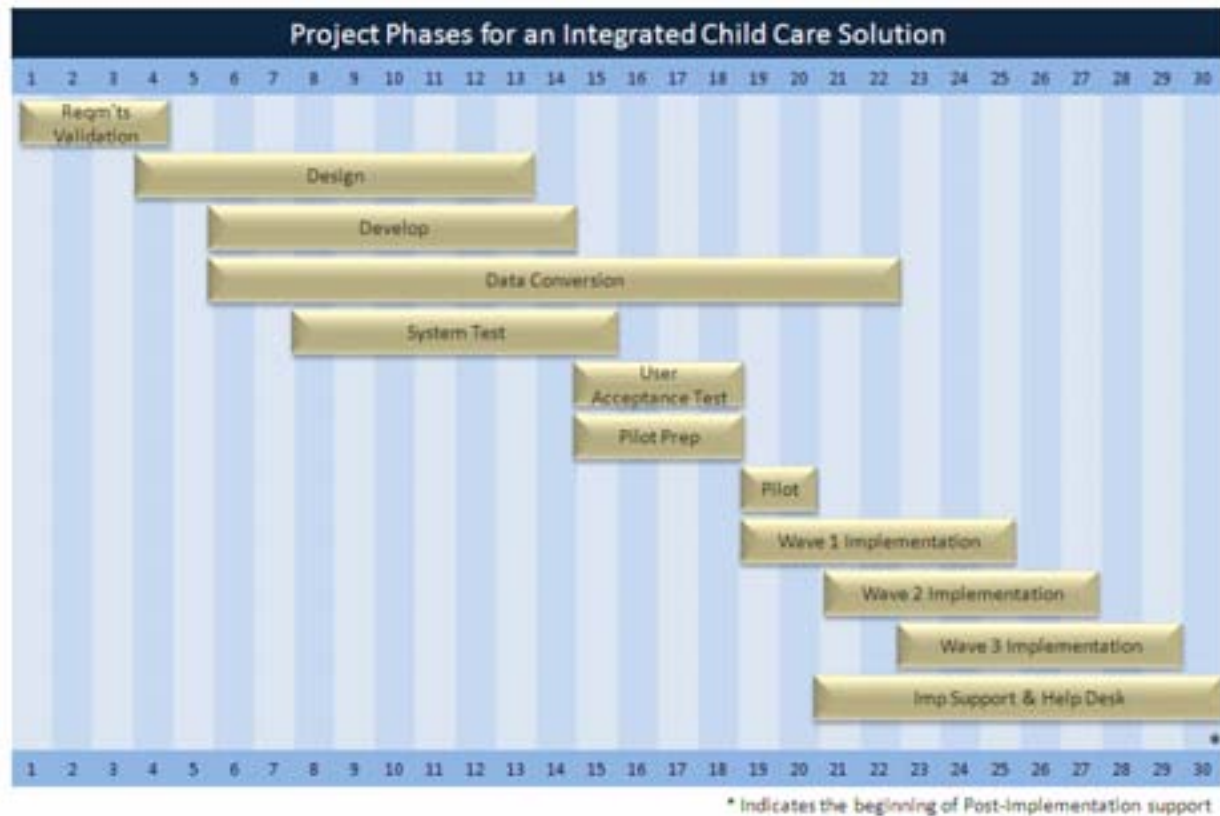 Project Phases for an Integrated Child Care Solution
1 2 3 4 5 6 7 8 9 10 11 12 13 14 15 16 17 18 19 20 21 22 23 24 25 26 27 28 29 30
Reqm'ts
Validation
Design
Develop
Data Conversion
System Test
User
Acceptance Test
Pilot Prep
Pilot
Wave 1 Implementation
Wave 2 Implementation
Wave 3 Implementation
Imp Support & Help Desk
*
1 2 3 4 5 6 7 8 9 10 11 12 13 14 15 16 17 18 19 20 21 22 23 24 25 26 27 28 29 30
* Indicates the beginning of Post-Implementation support